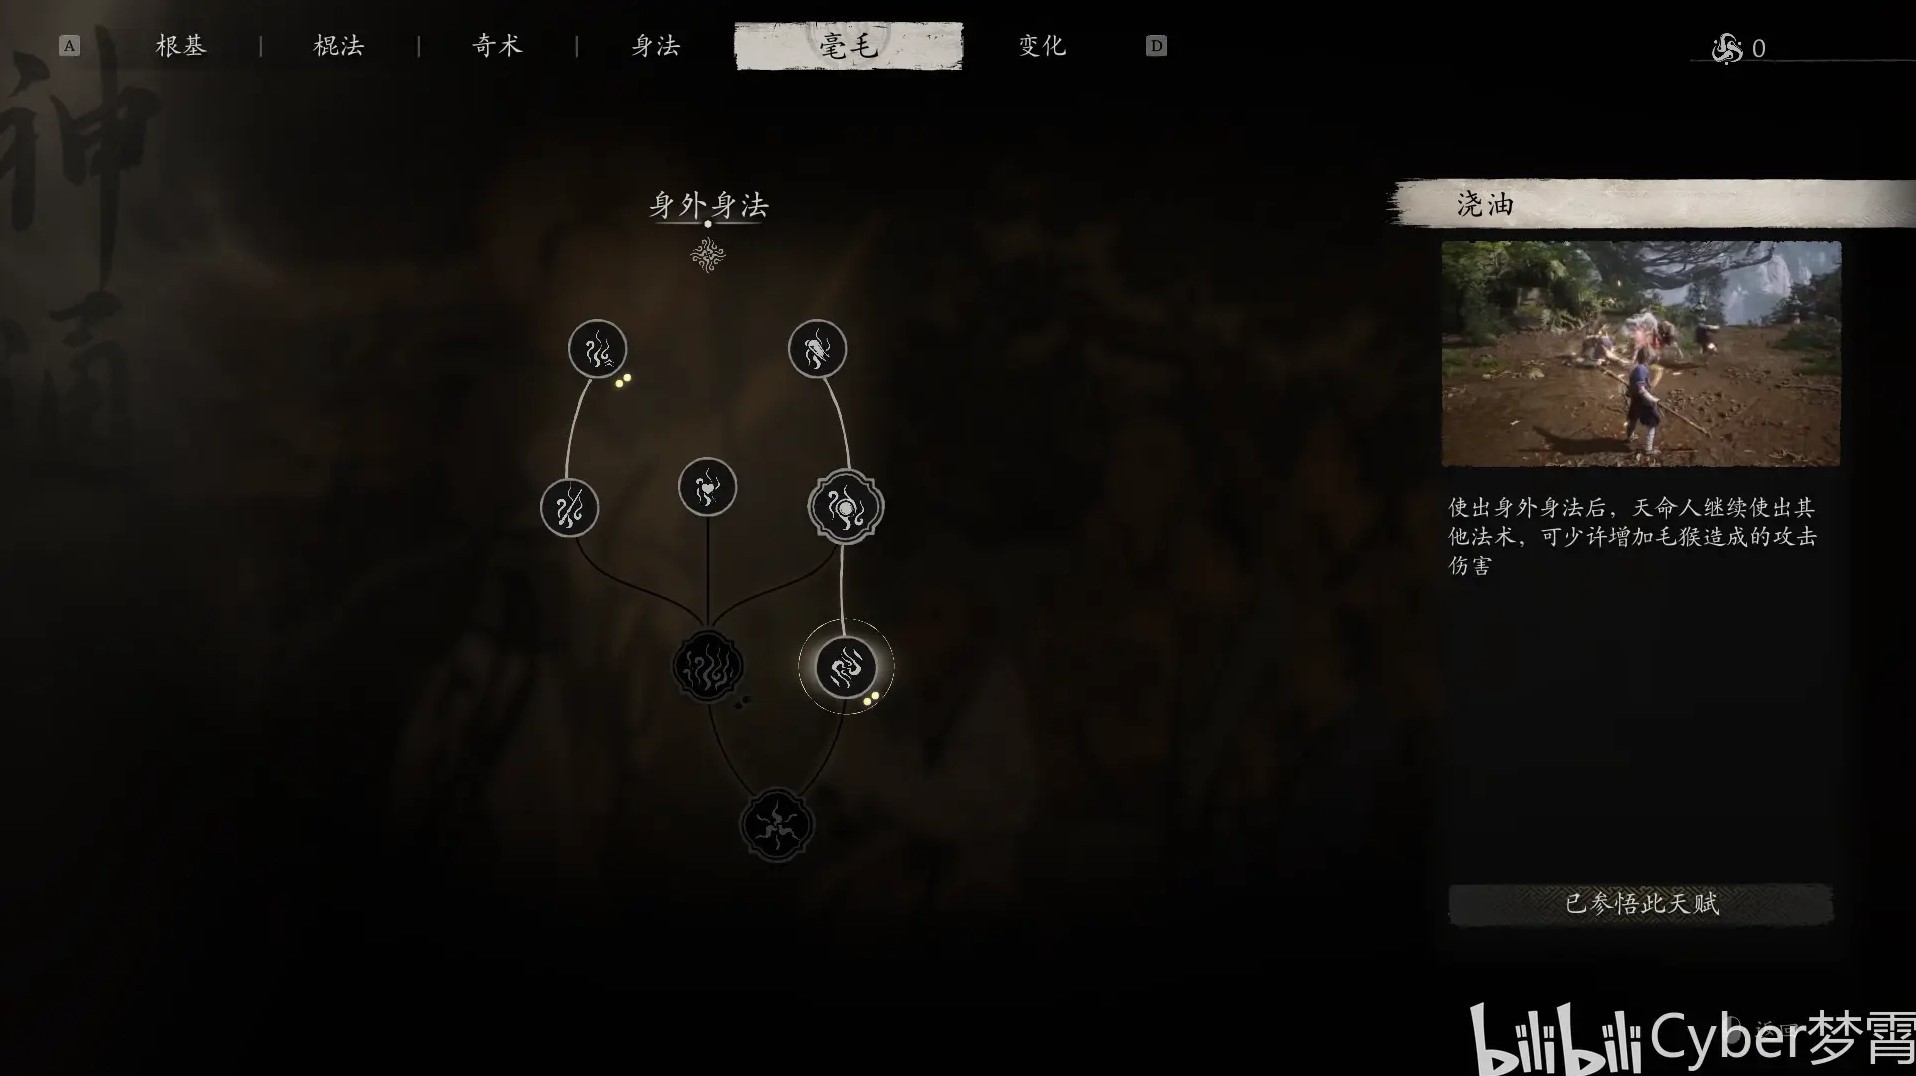 A 根基 | 棍法 | 奇术 | 身法 毫毛 变化 D
0
神
身外身法
浇油
使出身外身法后，天命人继续使出其
他法术，可少许增加毛猴造成的攻击
伤害
已参悟此天赋
返回
bilibili Cyber梦霄